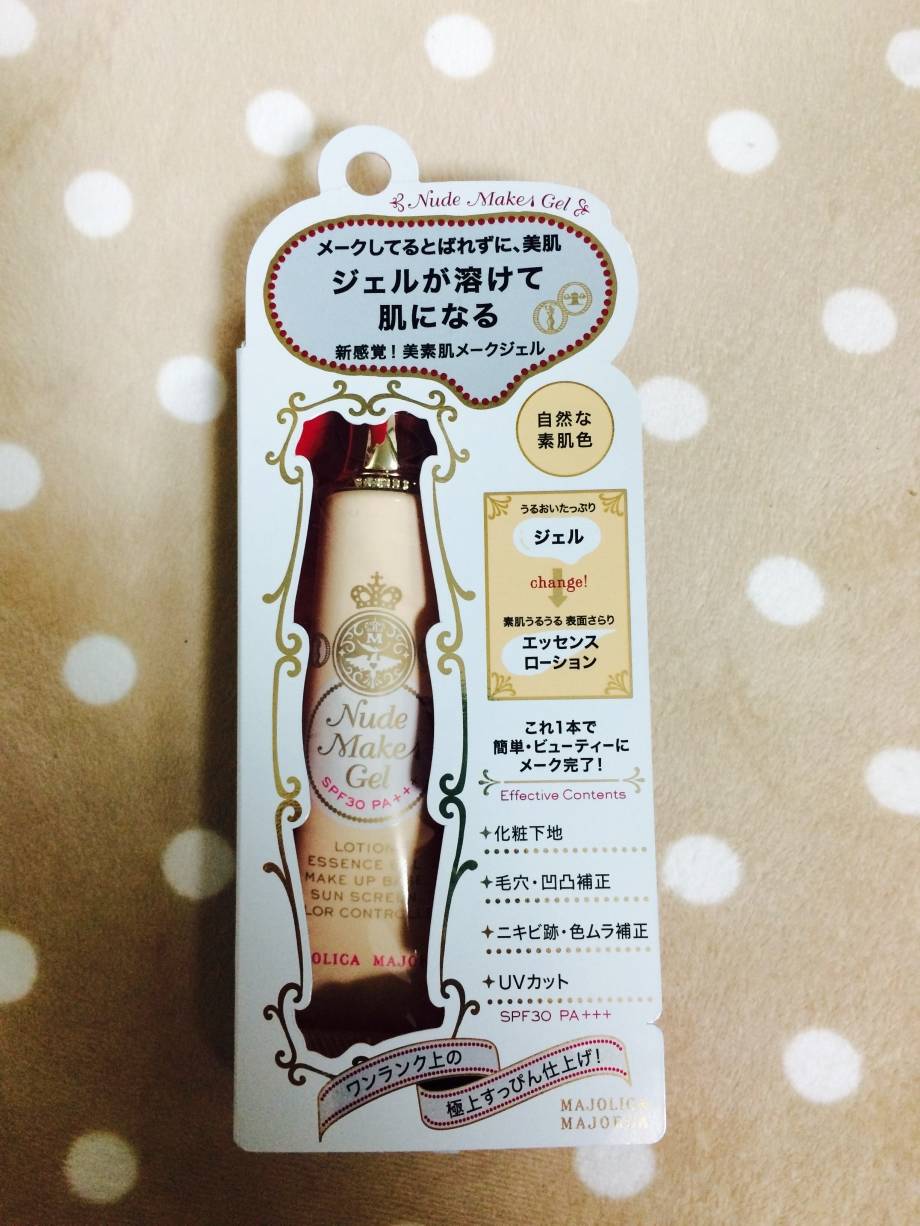 Nude Make Gel
メークしてるとばれずに、美肌
ジェルが溶けて
肌になる
新感覚!美素肌メークジェル
自然な
素肌色
うるおいたっぷり
ジェル
change!
素肌うるうる 表面さらり
エッセンス
ローション
これ1本で
簡単・ビューティーに
メーク完了!
Effective Contents
化粧下地
毛穴・凹凸補正
ニキビ跡・色ムラ補正
UVカット
SPF30 PA+++
M
Nude
Make
Gel
SPF30 PA++
LOTION
ESSENCE
MAKE UP BASE
SUN SCREE
LOR CONTRO
OLICA MAJO
ワンランク上の
極上すっぴん仕上げ!
MAJOLICA
MAJORCA